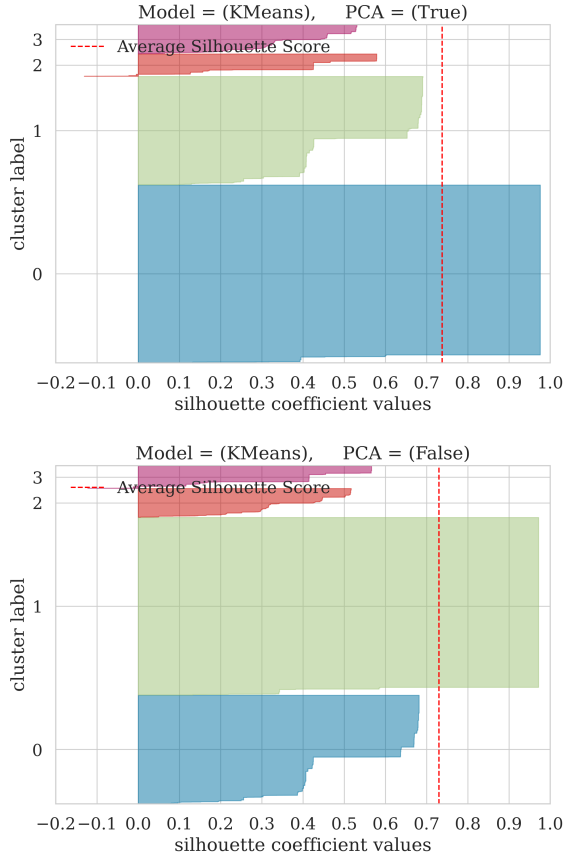 Model = (KMeans), PCA = (True)
3
Average Silhouette Score
2
1
0
cluster label
−0.2 −0.1 0.0 0.1 0.2 0.3 0.4 0.5 0.6 0.7 0.8 0.9 1.0
silhouette coefficient values
Model = (KMeans), PCA = (False)
3
Average Silhouette Score
2
1
0
cluster label
−0.2 −0.1 0.0 0.1 0.2 0.3 0.4 0.5 0.6 0.7 0.8 0.9 1.0
silhouette coefficient values